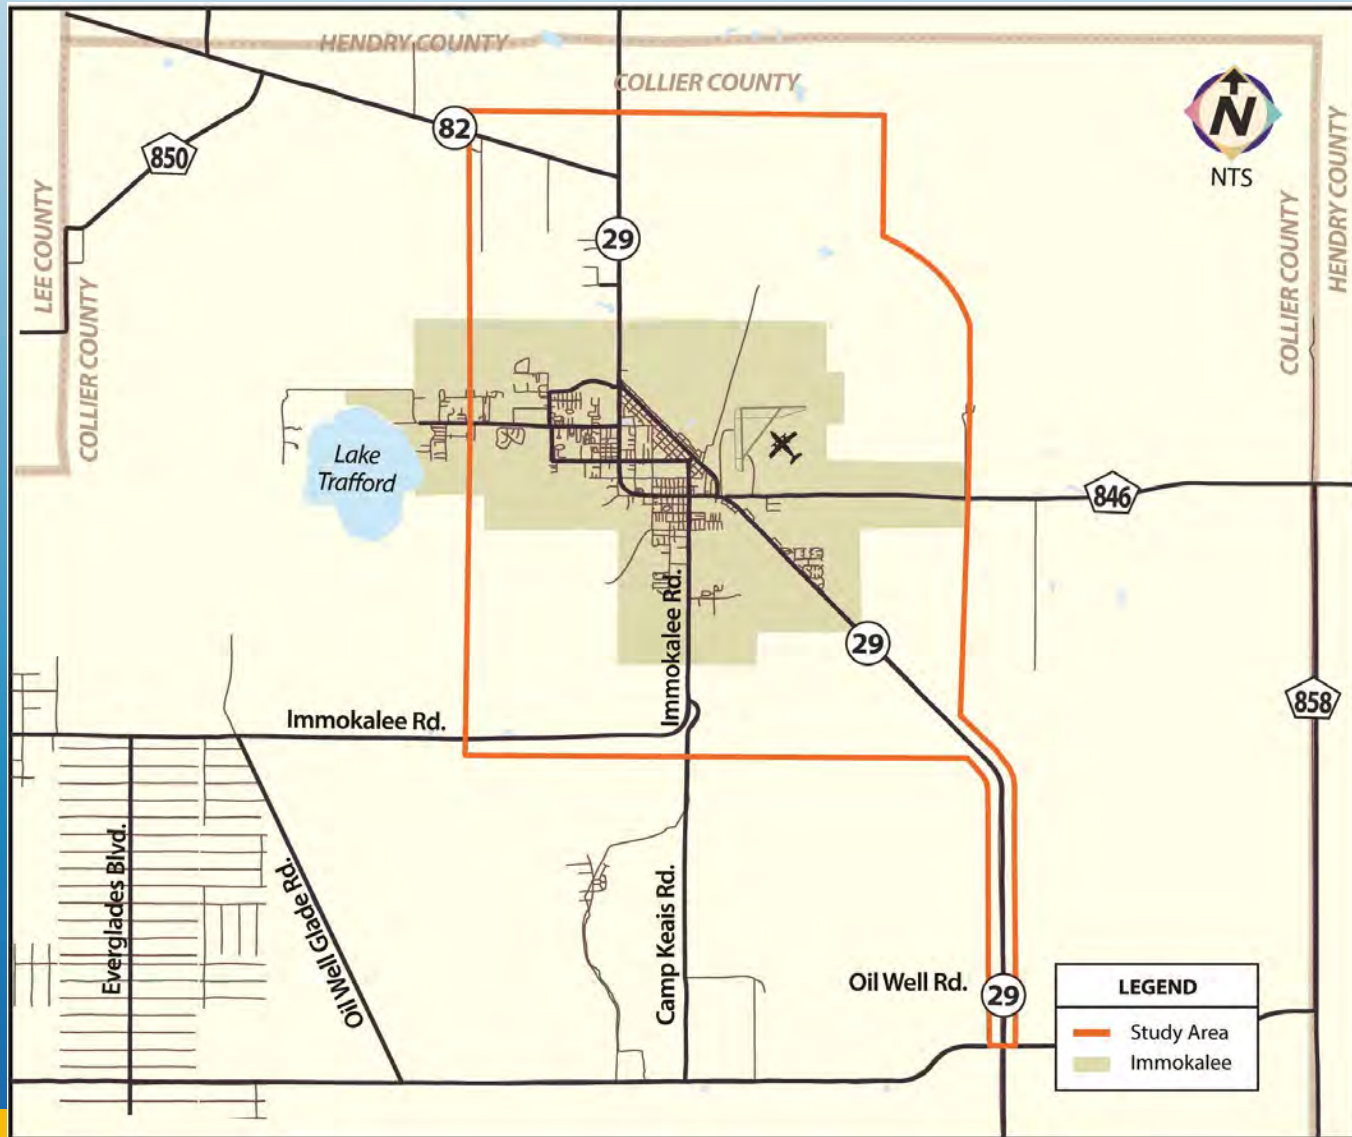 HENDRY COUNTY
COLLIER COUNTY
N
NTS
82
850
LEE COUNTY
COLLIER COUNTY
29
HENDRY COUNTY
COLLIER COUNTY
Lake
Trafford
846
Immokalee Rd.
29
858
Immokalee Rd.
Everglades Blvd.
Oil Well Glade Rd.
Camp Keais Rd.
Oil Well Rd.
29
LEGEND
Study Area
Immokalee